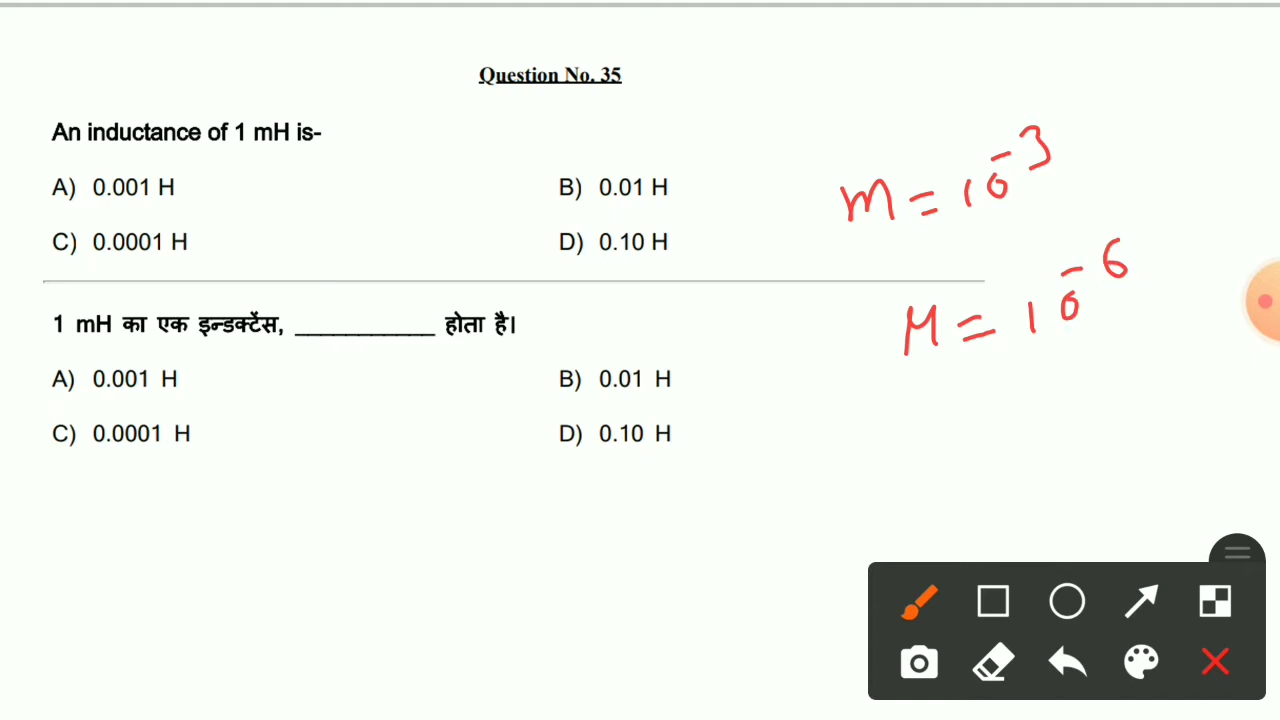 Question No. 35
An inductance of 1 mH is-
A) 0.001 H
B) 0.01 H
C) 0.0001 H
D) 0.10 H
m = 10⁻³
μ = 10⁻⁶
1 mH का एक इन्डक्टेंस, ___________ होता है।
A) 0.001 H
B) 0.01 H
C) 0.0001 H
D) 0.10 H